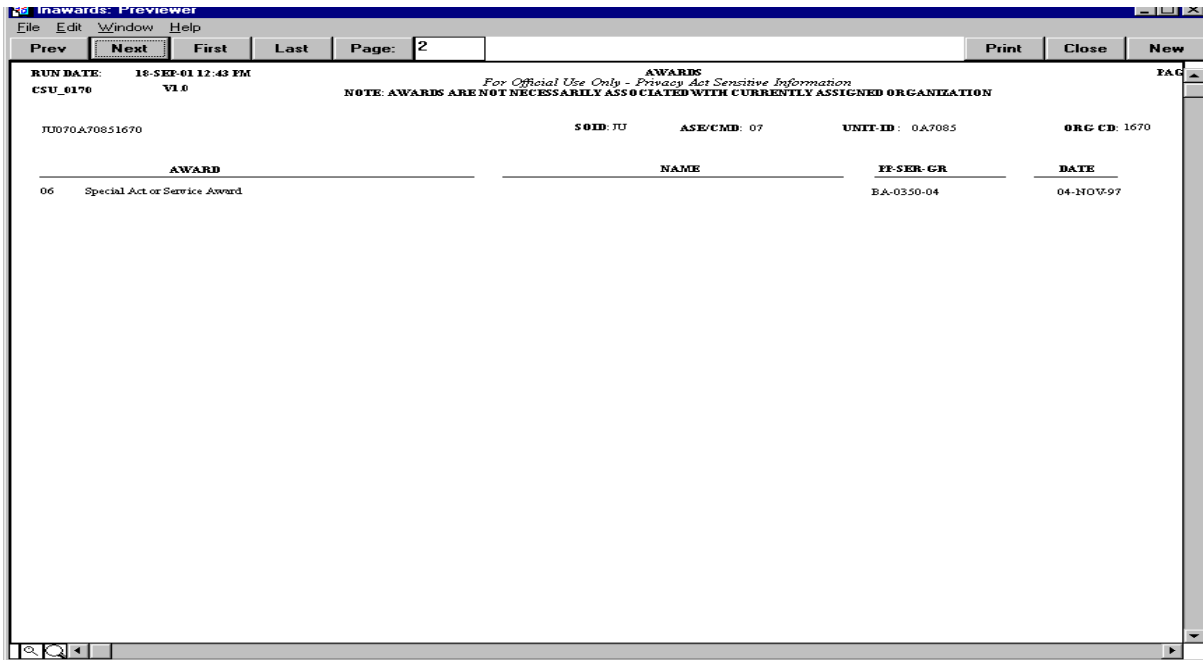 Inawards: Previewer
File Edit Window Help
Prev Next First Last Page: 2 Print Close New
RUN DATE: 18-SEP-01 12:43 PM AWARDS PAG
For Official Use Only - Privacy Act Sensitive Information
CSU_0170 V1.0 NOTE: AWARDS ARE NOT NECESSARILY ASSOCIATED WITH CURRENTLY ASSIGNED ORGANIZATION
JU070A70851670 SOID: JU ASE/CMD: 07 UNIT-ID : 0A7085 ORG CD: 1670
AWARD NAME PP-SER-GR DATE
06 Special Act or Service Award BA-0350-04 04-NOV-97